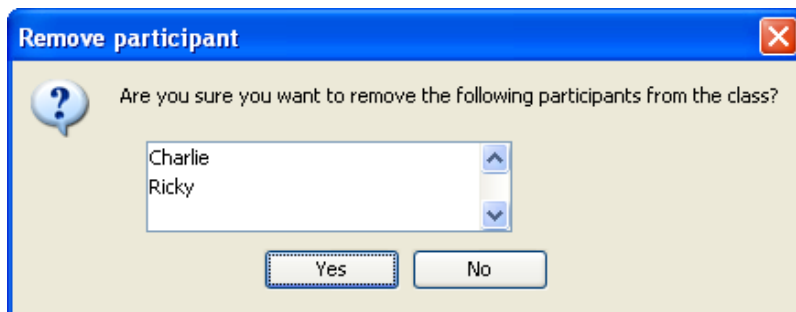 Remove participant
Are you sure you want to remove the following participants from the class?
Charlie
Ricky
Yes No